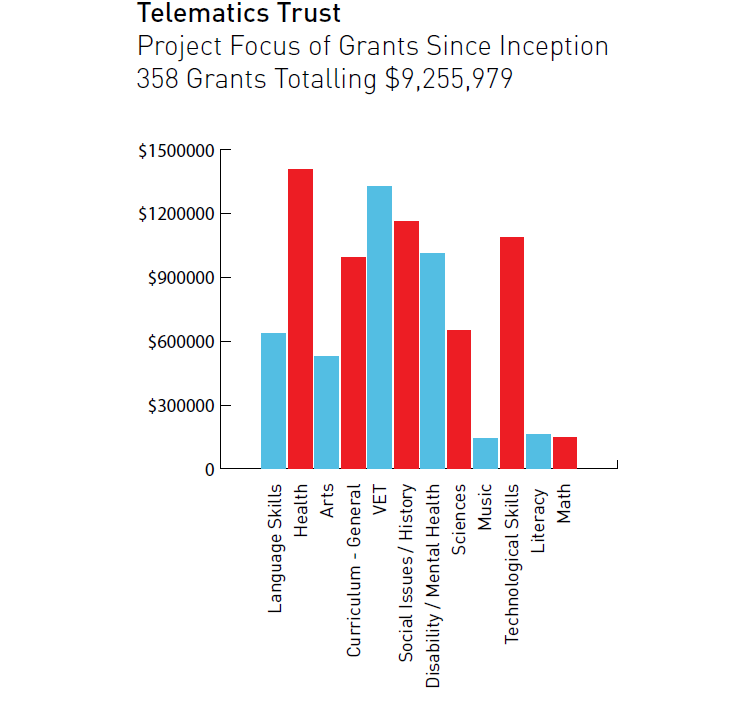 Telematics Trust
Project Focus of Grants Since Inception
358 Grants Totalling $9,255,979
$1500000
$1200000
$900000
$600000
$300000
0
Language Skills
Health
Arts
Curriculum - General
VET
Social Issues / History
Disability / Mental Health
Sciences
Music
Technological Skills
Literacy
Math